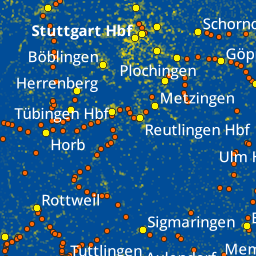 Schorno
Stuttgart Hbf
Böblingen
Göp
Plochingen
Herrenberg
Metzingen
Tübingen Hbf
Reutlingen Hbf
Horb
Ulm H
Rottweil
Sigmaringen
Tuttlingen
Mem